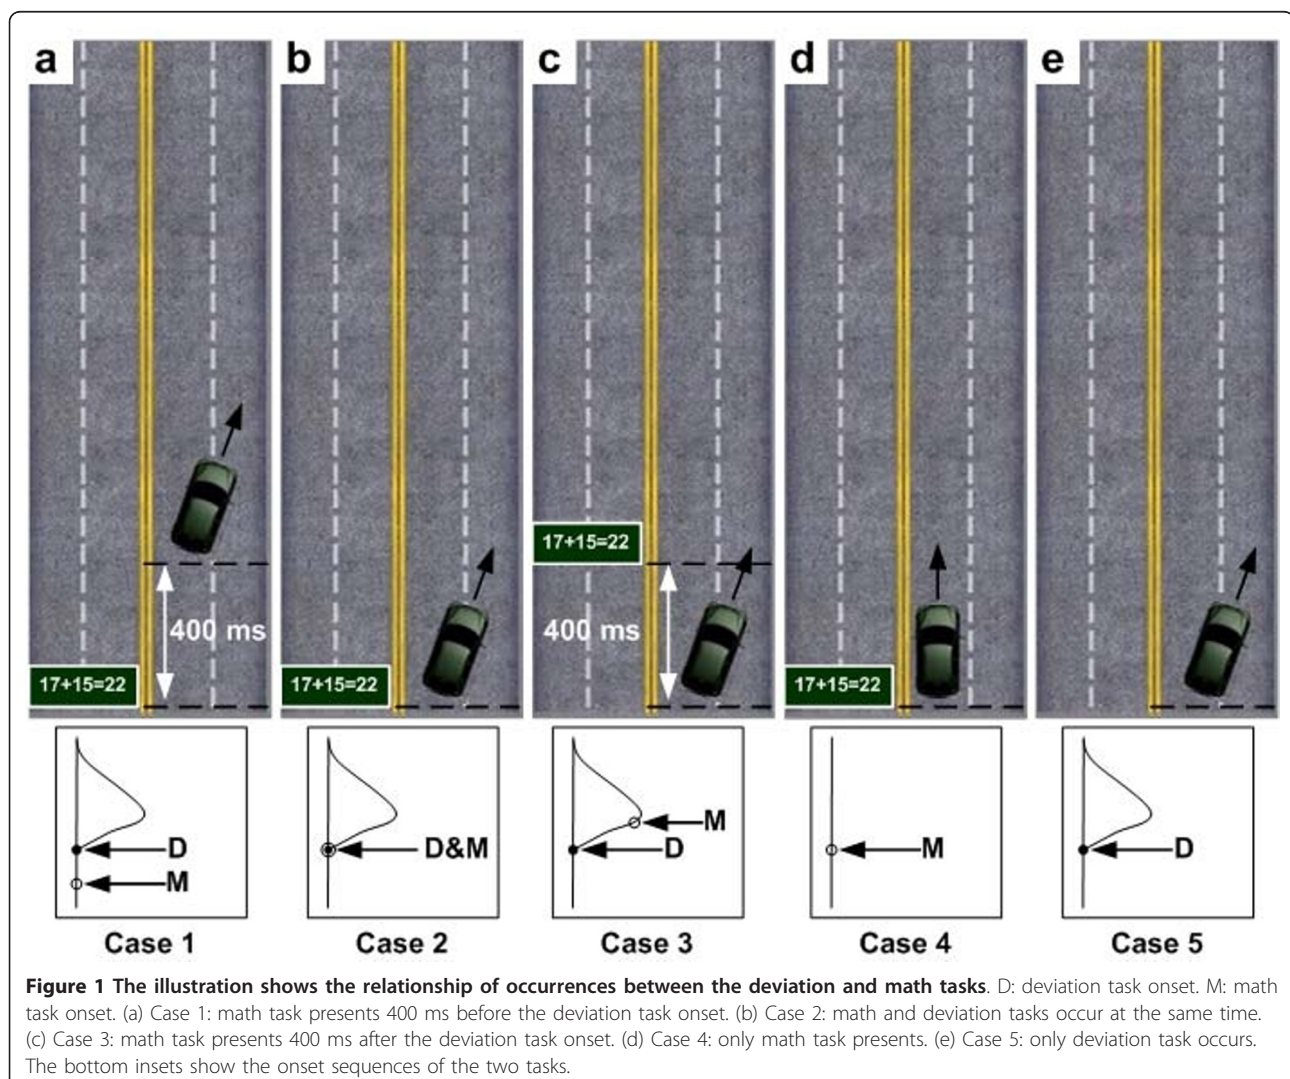 a b c d e
17+15=22
400 ms 400 ms
17+15=22 17+15=22 17+15=22
D D&M M D M D
M
Case 1 Case 2 Case 3 Case 4 Case 5
Figure 1 The illustration shows the relationship of occurrences between the deviation and math tasks. D: deviation task onset. M: math
task onset. (a) Case 1: math task presents 400 ms before the deviation task onset. (b) Case 2: math and deviation tasks occur at the same time.
(c) Case 3: math task presents 400 ms after the deviation task onset. (d) Case 4: only math task presents. (e) Case 5: only deviation task occurs.
The bottom insets show the onset sequences of the two tasks.